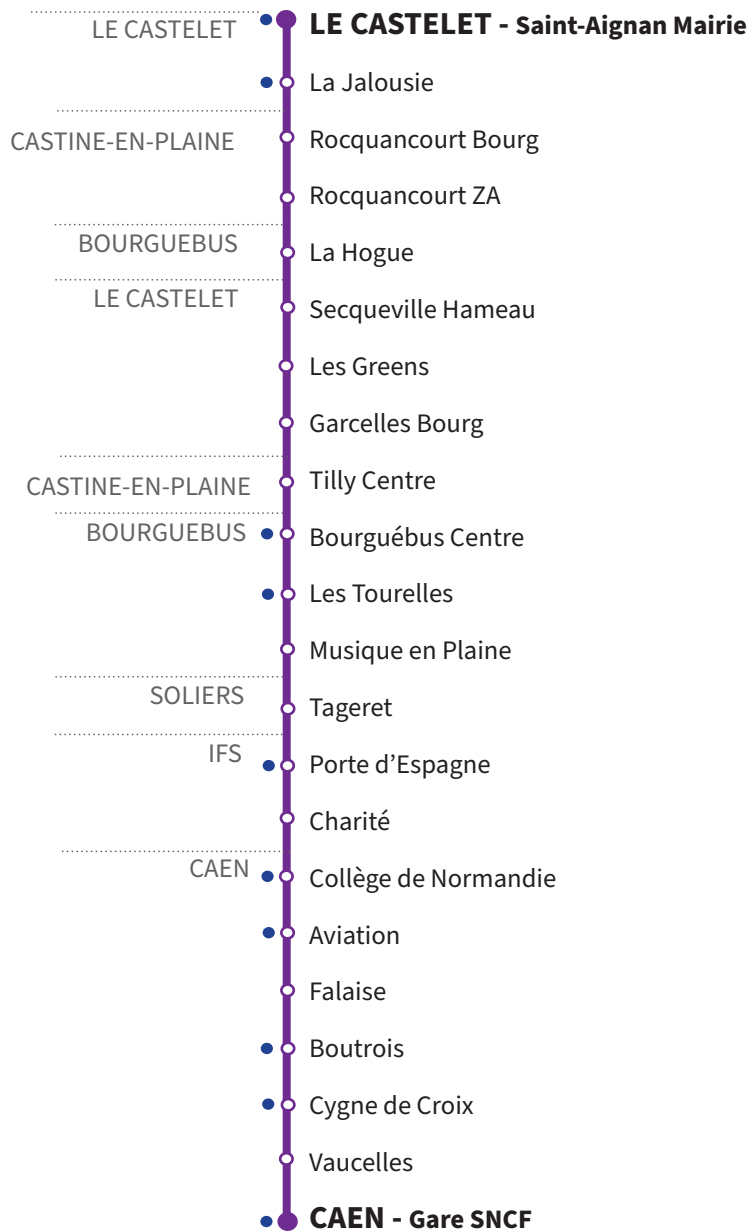 LE CASTELET
LE CASTELET - Saint-Aignan Mairie
La Jalousie
CASTINE-EN-PLAINE
Rocquancourt Bourg
Rocquancourt ZA
BOURGUEBUS
La Hogue
LE CASTELET
Secqueville Hameau
Les Greens
Garcelles Bourg
CASTINE-EN-PLAINE
Tilly Centre
BOURGUEBUS
Bourguébus Centre
Les Tourelles
Musique en Plaine
SOLIERS
Tageret
IFS
Porte d’Espagne
Charité
CAEN
Collège de Normandie
Aviation
Falaise
Boutrois
Cygne de Croix
Vaucelles
CAEN - Gare SNCF